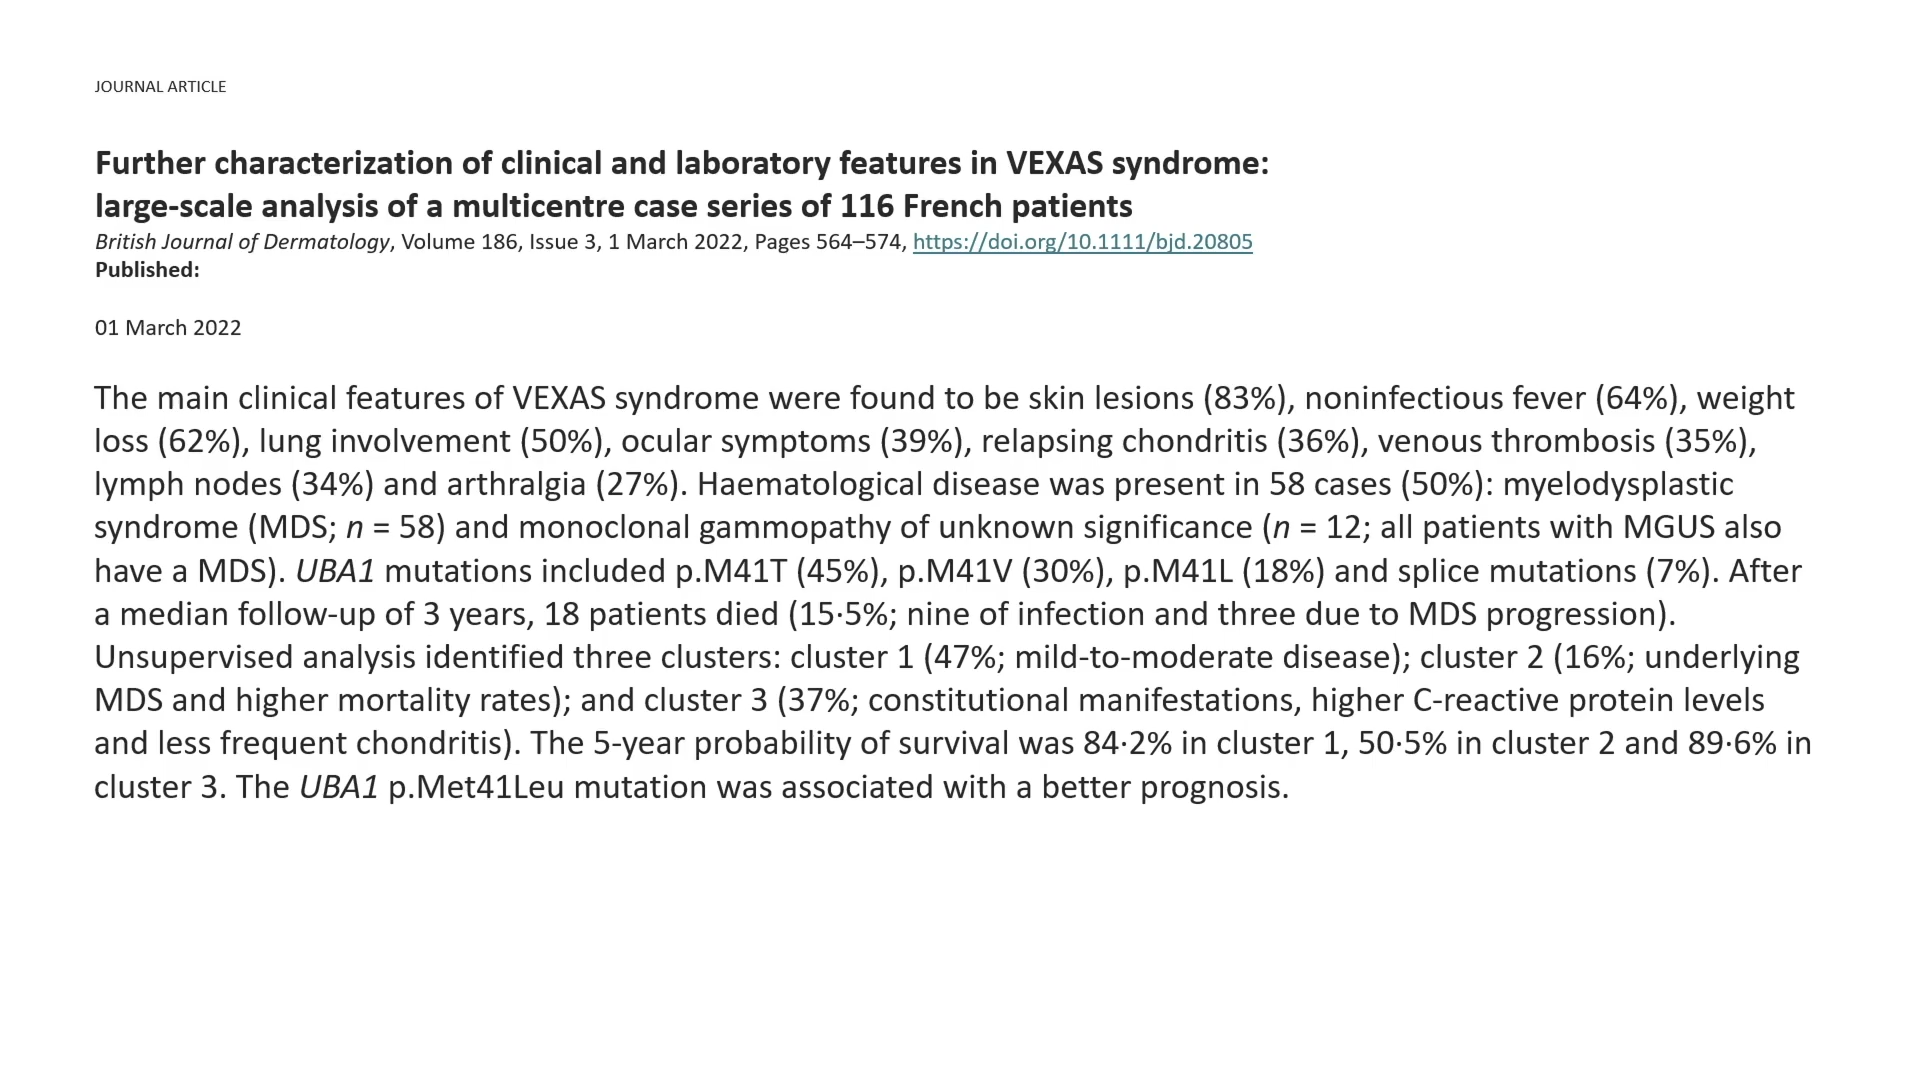 JOURNAL ARTICLE
Further characterization of clinical and laboratory features in VEXAS syndrome:
large-scale analysis of a multicentre case series of 116 French patients
British Journal of Dermatology, Volume 186, Issue 3, 1 March 2022, Pages 564–574, https://doi.org/10.1111/bjd.20805
Published:
01 March 2022
The main clinical features of VEXAS syndrome were found to be skin lesions (83%), noninfectious fever (64%), weight
loss (62%), lung involvement (50%), ocular symptoms (39%), relapsing chondritis (36%), venous thrombosis (35%),
lymph nodes (34%) and arthralgia (27%). Haematological disease was present in 58 cases (50%): myelodysplastic
syndrome (MDS; n = 58) and monoclonal gammopathy of unknown significance (n = 12; all patients with MGUS also
have a MDS). UBA1 mutations included p.M41T (45%), p.M41V (30%), p.M41L (18%) and splice mutations (7%). After
a median follow-up of 3 years, 18 patients died (15·5%; nine of infection and three due to MDS progression).
Unsupervised analysis identified three clusters: cluster 1 (47%; mild-to-moderate disease); cluster 2 (16%; underlying
MDS and higher mortality rates); and cluster 3 (37%; constitutional manifestations, higher C-reactive protein levels
and less frequent chondritis). The 5-year probability of survival was 84·2% in cluster 1, 50·5% in cluster 2 and 89·6% in
cluster 3. The UBA1 p.Met41Leu mutation was associated with a better prognosis.